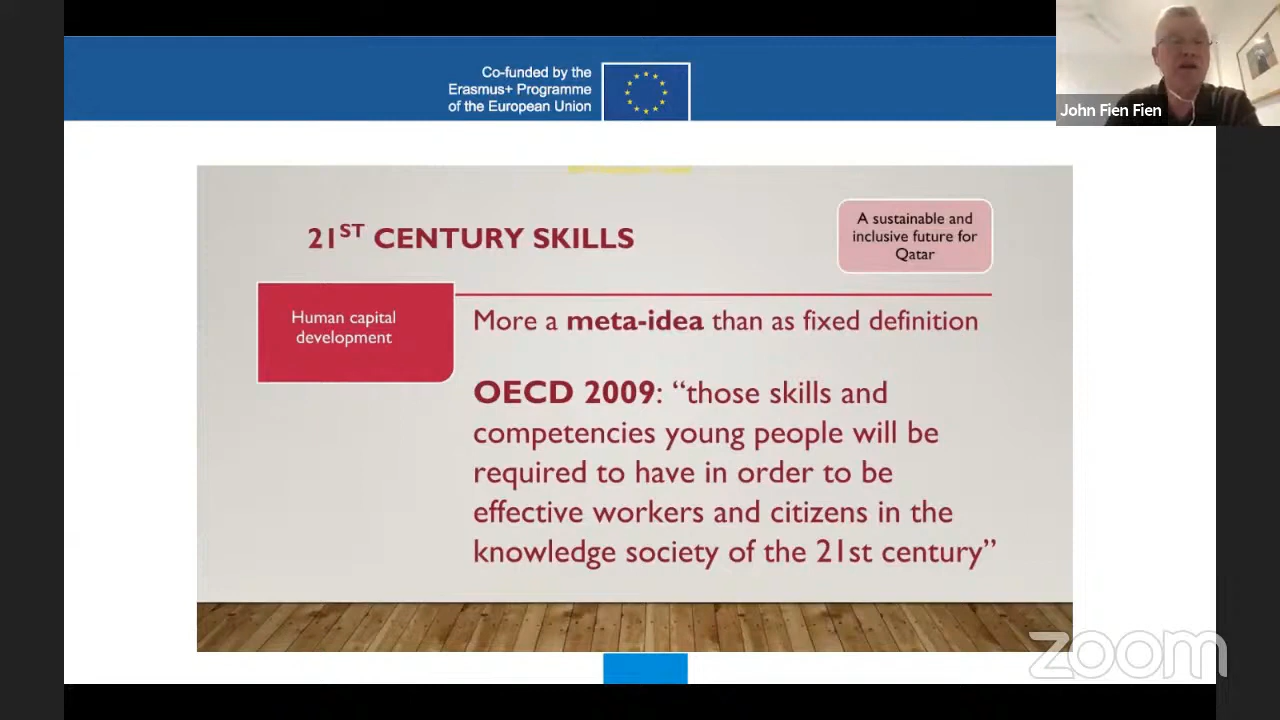 Co-funded by the
Erasmus+ Programme
of the European Union
John Fien Fien
21ST CENTURY SKILLS
A sustainable and
inclusive future for
Qatar
Human capital
development
More a meta-idea than as fixed definition
OECD 2009: “those skills and
competencies young people will be
required to have in order to be
effective workers and citizens in the
knowledge society of the 21st century”
zoom